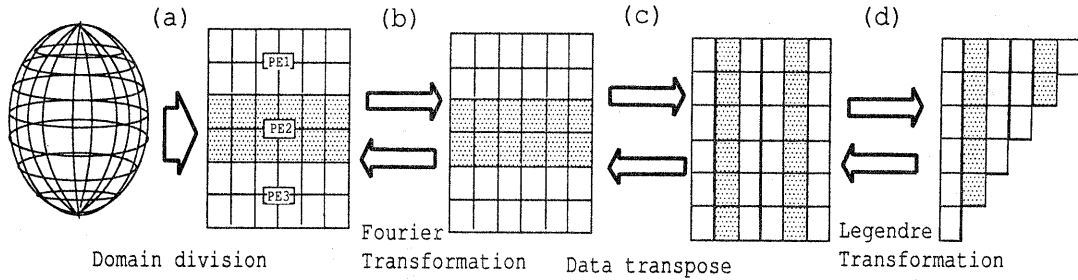 (a)
(b)
(c)
(d)
PE1
PE2
PE3
Domain division
Fourier
Transformation
Data transpose
Legendre
Transformation